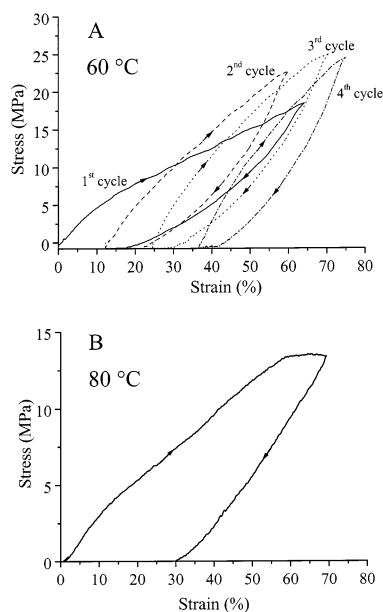 A
60 °C
30
25
20
15
10
5
0
Stress (MPa)
1st cycle
2nd cycle
3rd cycle
4th cycle
0 10 20 30 40 50 60 70 80
Strain (%)
B
80 °C
15
10
5
0
Stress (MPa)
0 10 20 30 40 50 60 70 80
Strain (%)